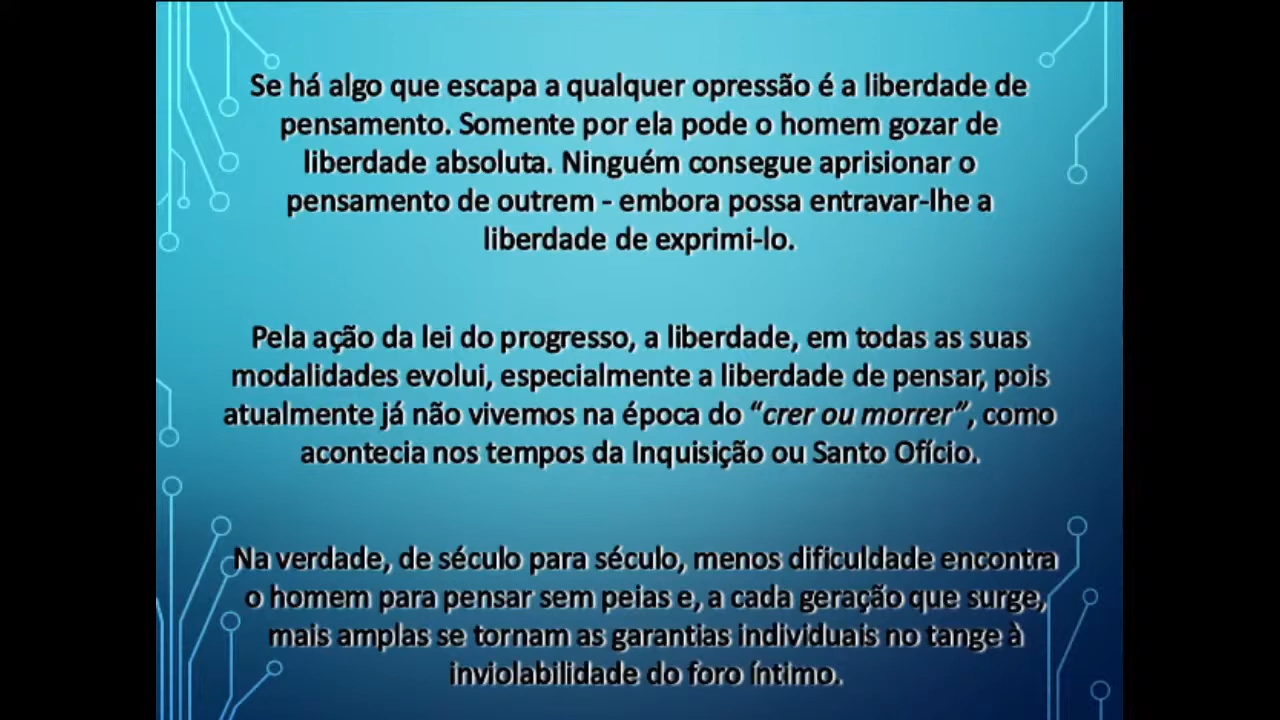 Se há algo que escapa a qualquer opressão é a liberdade de
pensamento. Somente por ela pode o homem gozar de
liberdade absoluta. Ninguém consegue aprisionar o
pensamento de outrem - embora possa entravar-lhe a
liberdade de exprimi-lo.
Pela ação da lei do progresso, a liberdade, em todas as suas
modalidades evolui, especialmente a liberdade de pensar, pois
atualmente já não vivemos na época do “crer ou morrer”, como
acontecia nos tempos da Inquisição ou Santo Ofício.
Na verdade, de século para século, menos dificuldade encontra
o homem para pensar sem peias e, a cada geração que surge,
mais amplas se tornam as garantias individuais no tange à
inviolabilidade do foro íntimo.